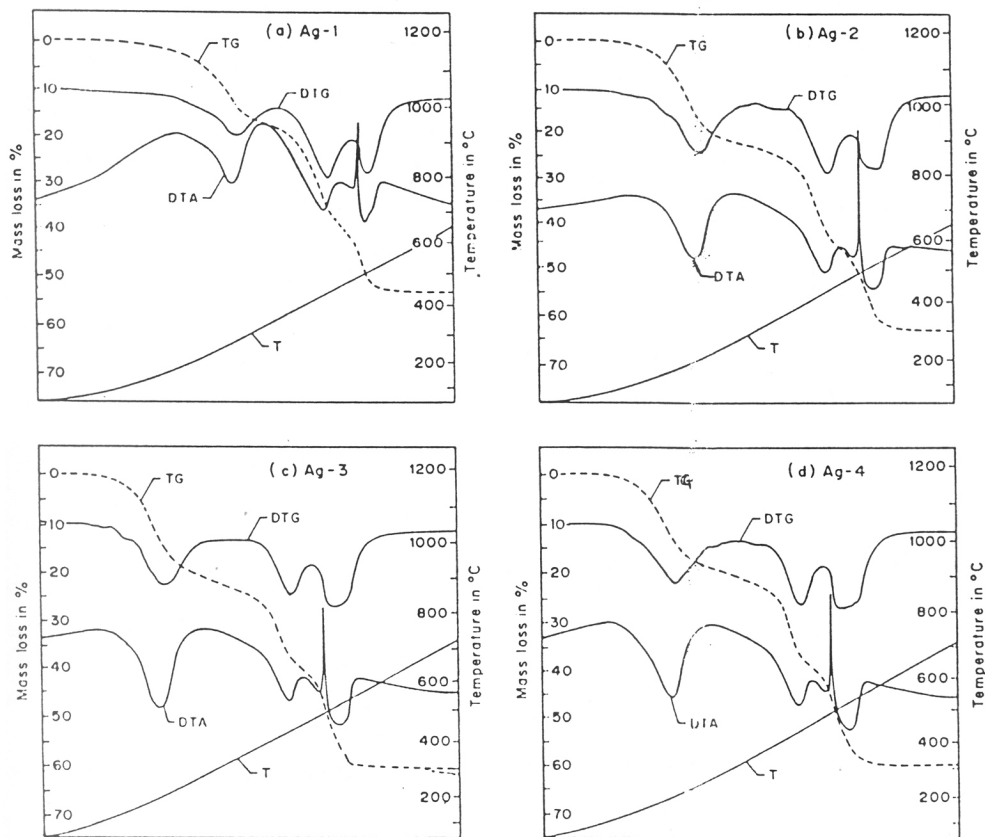 (a) Ag-1
TG
DTG
DTA
T
0
10
20
30
40
50
60
70
Mass loss in %
1200
1000
800
600
400
200
Temperature in °C
(b) Ag-2
TG
DTG
DTA
T
0
10
20
30
40
50
60
70
Mass loss in %
1200
1000
800
600
400
200
Temperature in °C
(c) Ag-3
TG
DTG
DTA
T
0
10
20
30
40
50
60
70
Mass loss in %
1200
1000
800
600
400
200
Temperature in °C
(d) Ag-4
TG
DTG
DTA
T
0
10
20
30
40
50
60
70
Mass loss in %
1200
1000
800
600
400
200
Temperature in °C